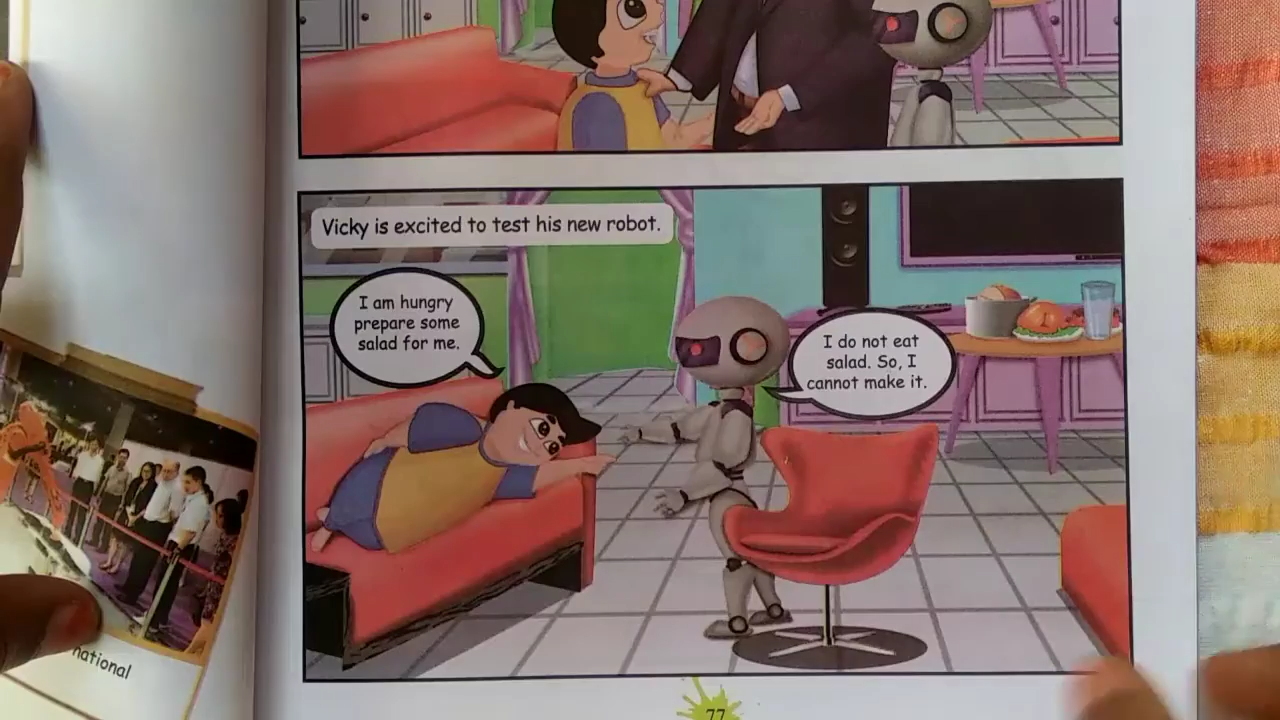 Vicky is excited to test his new robot.
I am hungry
prepare some
salad for me.
I do not eat
salad. So, I
cannot make it.
national
77